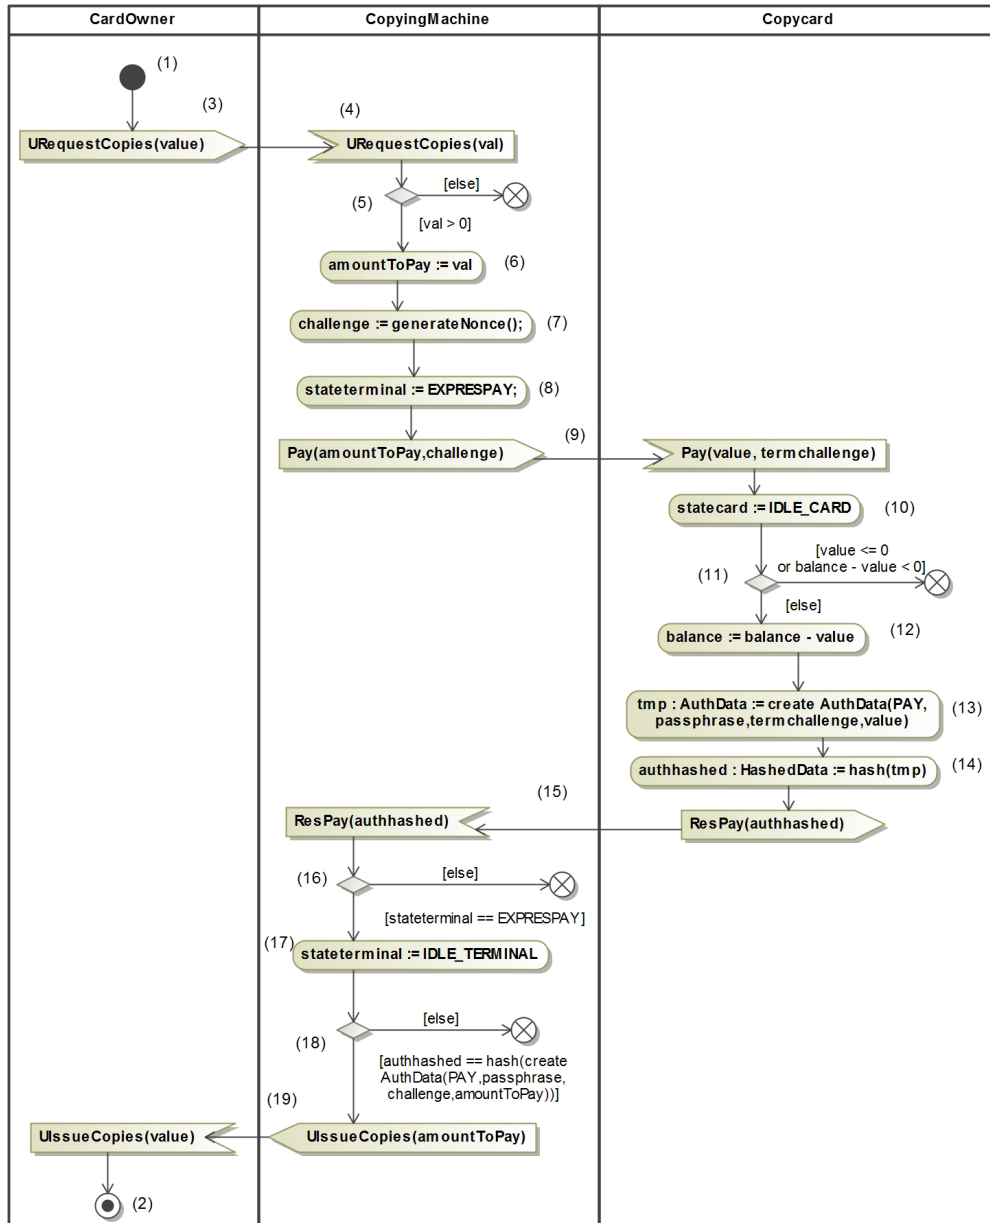 CardOwner
CopyingMachine
Copycard
(1)
(3)
(4)
URequestCopies(value)
URequestCopies(val)
[else]
(5)
[val > 0]
amountToPay := val
(6)
challenge := generateNonce();
(7)
stateterminal := EXPRESPAY;
(8)
(9)
Pay(amountToPay,challenge)
Pay(value, termchallenge)
statecard := IDLE_CARD
(10)
[value <= 0
or balance - value < 0]
(11)
[else]
balance := balance - value
(12)
tmp : AuthData := create AuthData(PAY,
passphrase,termchallenge,value)
(13)
authhashed : HashedData := hash(tmp)
(14)
(15)
ResPay(authhashed)
ResPay(authhashed)
(16)
[else]
[stateterminal == EXPRESPAY]
(17)
stateterminal := IDLE_TERMINAL
[else]
(18)
[authhashed == hash(create
AuthData(PAY,passphrase,
challenge,amountToPay))]
(19)
UIssueCopies(value)
UIssueCopies(amountToPay)
(2)